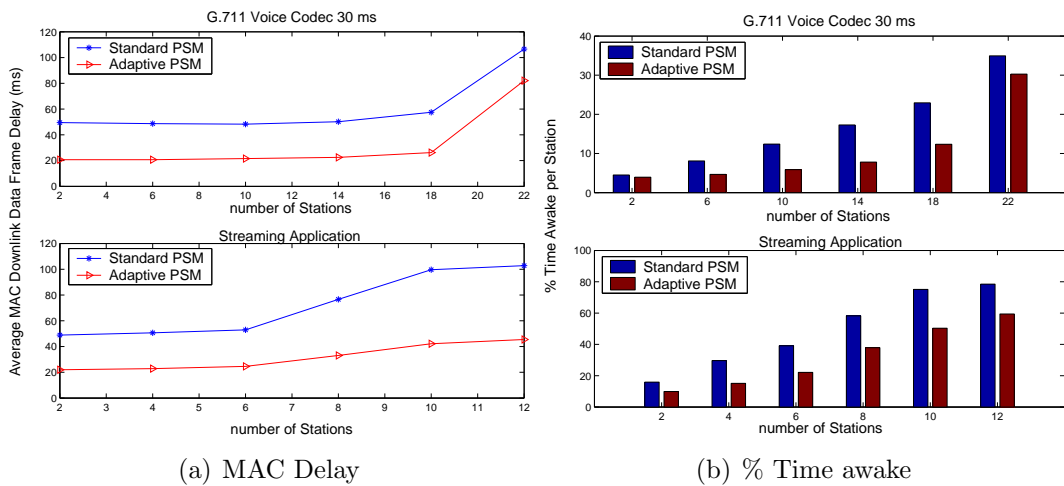 G.711 Voice Codec 30 ms
120
100
80
60
40
20
0
Standard PSM
Adaptive PSM
2 4 6 8 10 12 14 16 18 20 22
number of Stations
Streaming Application
120
100
80
60
40
20
0
Standard PSM
Adaptive PSM
2 3 4 5 6 7 8 9 10 11 12
number of Stations
Average MAC Downlink Data Frame Delay (ms)
(a) MAC Delay
G.711 Voice Codec 30 ms
40
30
20
10
0
Standard PSM
Adaptive PSM
2 6 10 14 18 22
number of Stations
Streaming Application
100
80
60
40
20
0
Standard PSM
Adaptive PSM
2 4 6 8 10 12
number of Stations
% Time Awake per Station
(b) % Time awake